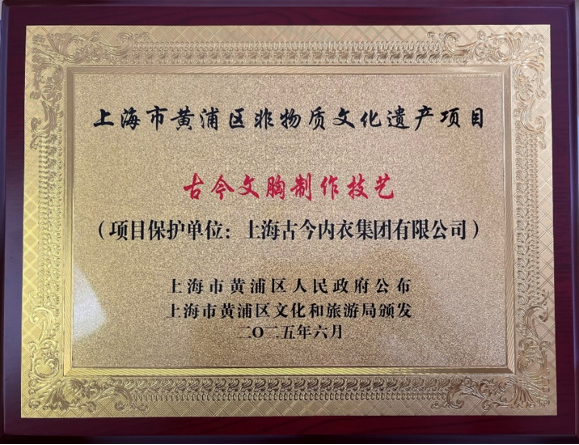 上海市黄浦区非物质文化遗产项目
古今文胸制作技艺
（项目保护单位：上海古今内衣集团有限公司）
上海市黄浦区人民政府公布
上海市黄浦区文化和旅游局颁发
二〇二五年六月